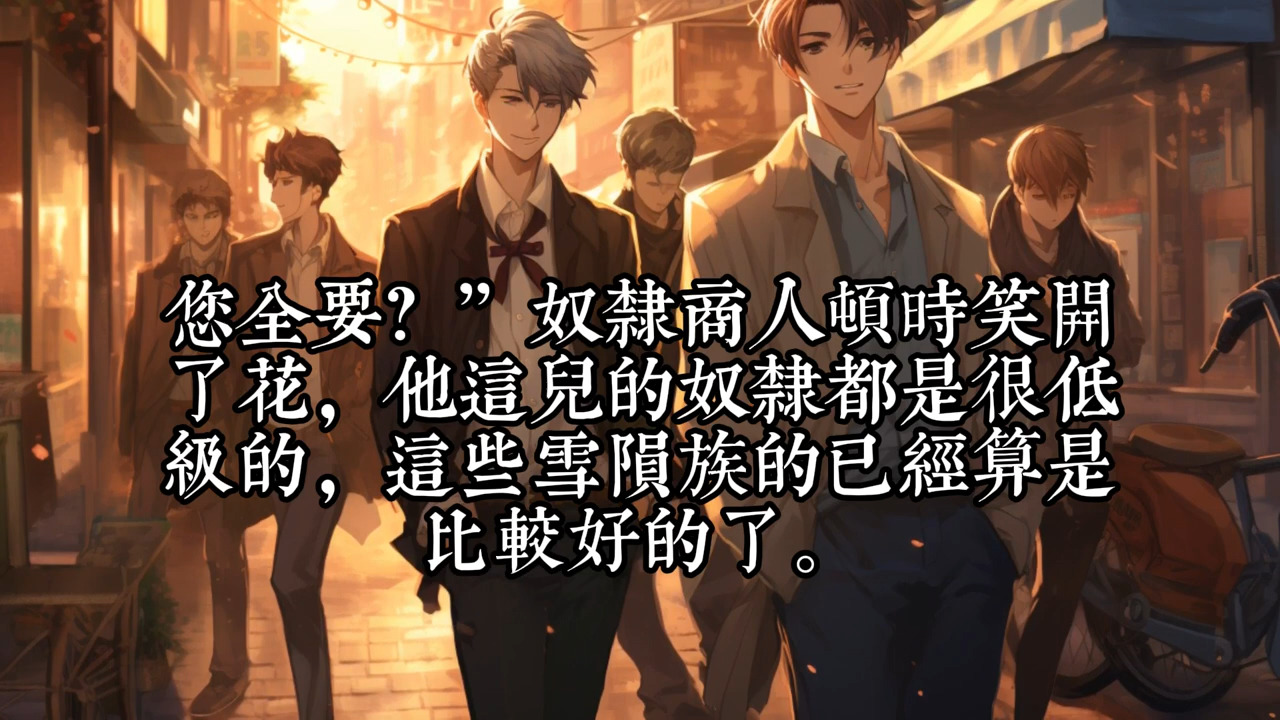 您全要?”奴隸商人頓時笑開
了花,他這兒的奴隸都是很低
級的,這些雪隕族的已經算是
比較好的了。